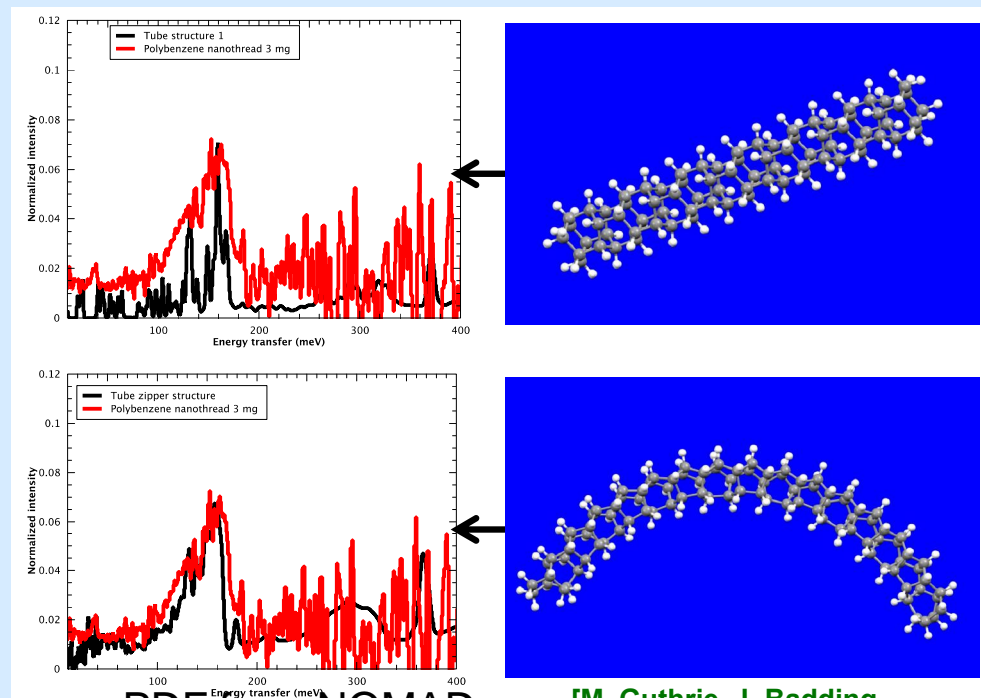 0.12
Tube structure 1
Polybenzene nanothread 3 mg
0.1
0.08
0.06
0.04
0.02
0
Normalized intensity
100
200
300
400
Energy transfer (meV)
0.12
Tube zipper structure
Polybenzene nanothread 3 mg
0.1
0.08
0.06
0.04
0.02
0
Normalized intensity
100
200
300
400
Energy transfer (meV)
PDF
NOMAD
[M. Guthrie, J. Badding